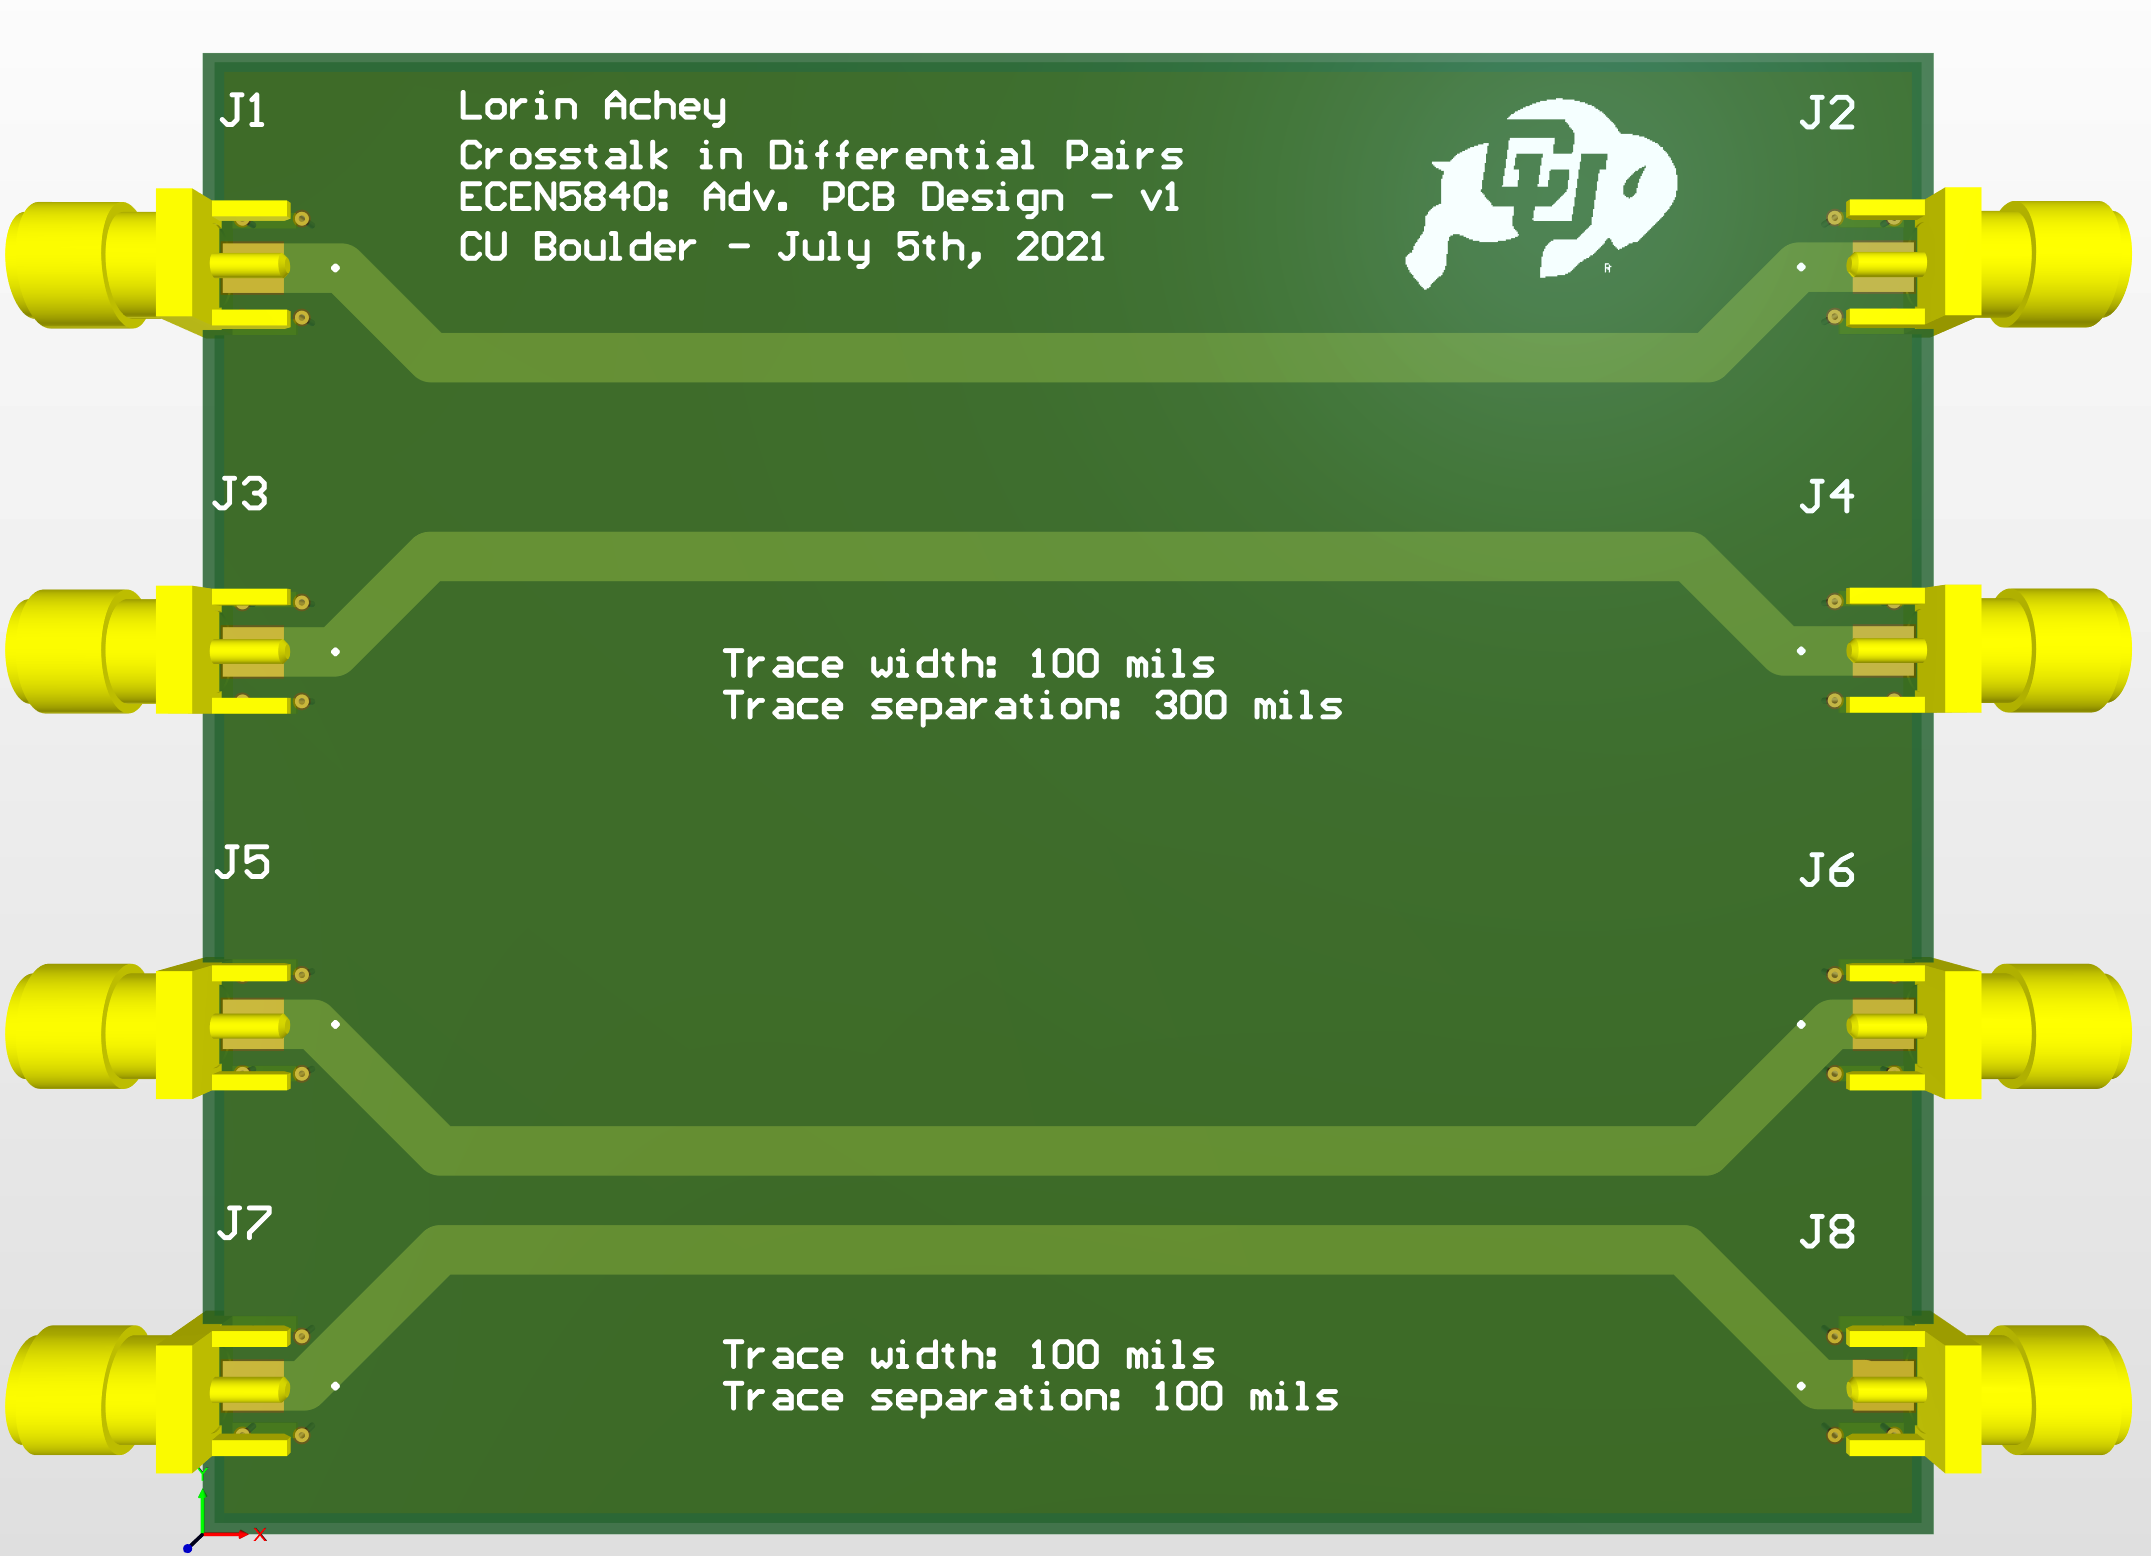 J1
Lorin Achey
J2
Crosstalk in Differential Pairs
ECEN5840: Adv. PCB Design - v1
CU Boulder - July 5th, 2021
CU
R
J3
J4
Trace width: 100 mils
Trace separation: 300 mils
J5
J6
J7
J8
Trace width: 100 mils
Trace separation: 100 mils
Y
X